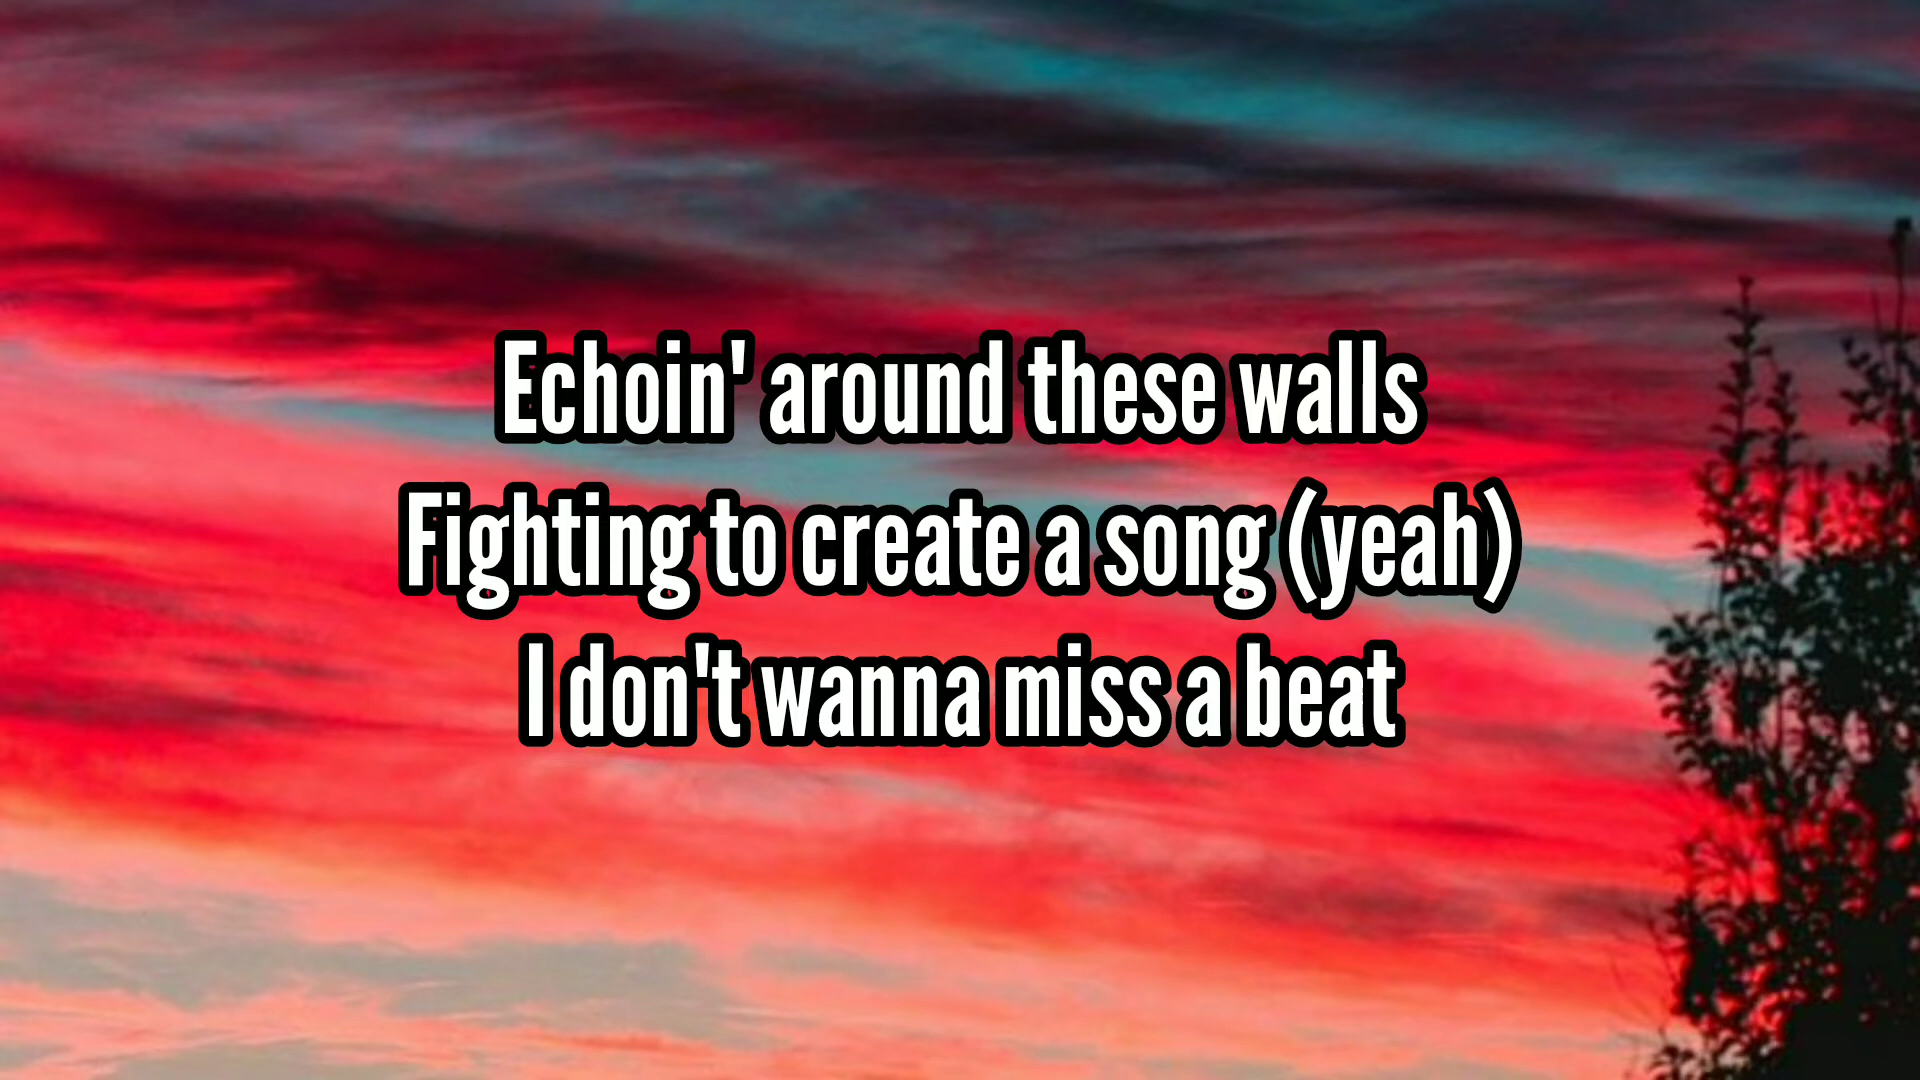 Echoin' around these walls
Fighting to create a song (yeah)
I don't wanna miss a beat